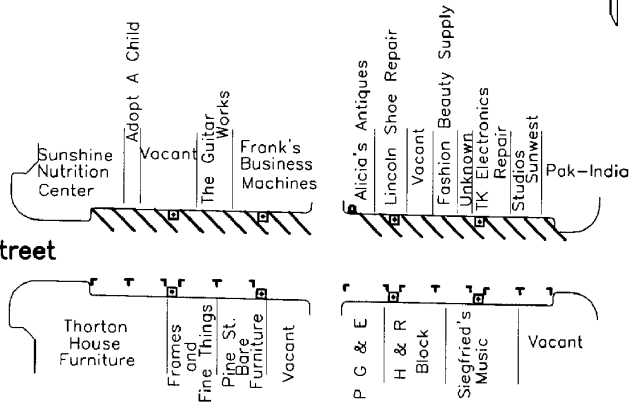 Sunshine
Nutrition
Center
Adopt A Child
Vacant
The Guitar
Works
Frank's
Business
Machines
Alicia's Antiques
Lincoln Shoe Repair
Vacant
Fashion Beauty Supply
Unknown
TK Electronics
Repair
Studios
Sunwest
Pak-India
treet
Thorton
House
Furniture
Frames
and
Fine Things
Pine St.
Bare
Furniture
Vacant
P G & E
H & R
Block
Siegfried's
Music
Vacant